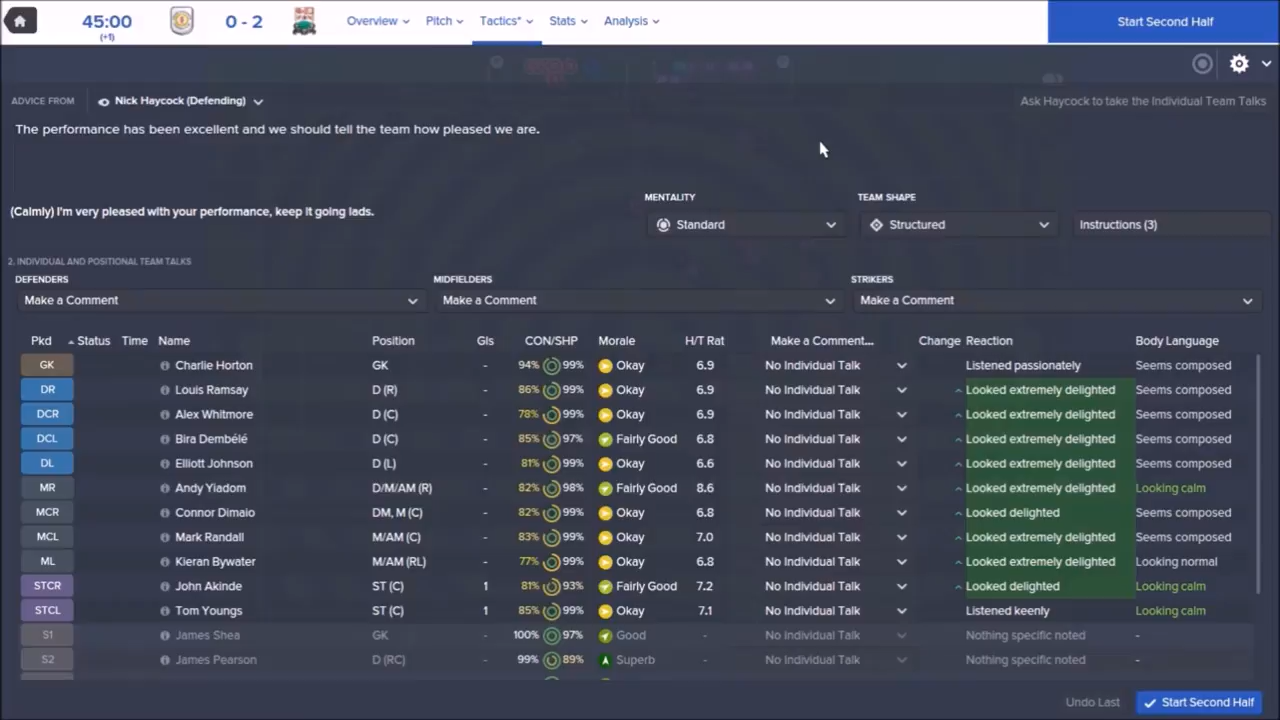 45:00 0 - 2 Overview Pitch Tactics* Stats Analysis Start Second Half
(+1)
ADVICE FROM Nick Haycock (Defending) Ask Haycock to take the Individual Team Talks
The performance has been excellent and we should tell the team how pleased we are.
MENTALITY TEAM SHAPE
(Calmly) I'm very pleased with your performance, keep it going lads.
Standard Structured Instructions (3)
2. INDIVIDUAL AND POSITIONAL TEAM TALKS
DEFENDERS MIDFIELDERS STRIKERS
Make a Comment Make a Comment Make a Comment
Pkd Status Time Name Position Gls CON/SHP Morale H/T Rat Make a Comment... Change Reaction Body Language
GK Charlie Horton GK - 94% 99% Okay 6.9 No Individual Talk Listened passionately Seems composed
DR Louis Ramsay D (R) - 86% 99% Okay 6.9 No Individual Talk Looked extremely delighted Seems composed
DCR Alex Whitmore D (C) - 78% 99% Okay 6.9 No Individual Talk Looked extremely delighted Seems composed
DCL Bira Dembélé D (C) - 85% 97% Fairly Good 6.8 No Individual Talk Looked extremely delighted Seems composed
DL Elliott Johnson D (L) - 81% 99% Okay 6.6 No Individual Talk Looked extremely delighted Seems composed
MR Andy Yiadom D/M/AM (R) - 82% 98% Fairly Good 8.6 No Individual Talk Looked extremely delighted Looking calm
MCR Connor Dimaio DM, M (C) - 82% 99% Okay 6.8 No Individual Talk Looked delighted Seems composed
MCL Mark Randall M/AM (C) - 83% 99% Okay 7.0 No Individual Talk Looked extremely delighted Seems composed
ML Kieran Bywater M/AM (RL) - 77% 99% Okay 6.8 No Individual Talk Looked extremely delighted Looking normal
STCR John Akinde ST (C) 1 81% 93% Fairly Good 7.2 No Individual Talk Looked delighted Looking calm
STCL Tom Youngs ST (C) 1 85% 99% Okay 7.1 No Individual Talk Listened keenly Looking calm
S1 James Shea GK - 100% 97% Good - No Individual Talk Nothing specific noted -
S2 James Pearson D (RC) - 99% 89% Superb - No Individual Talk Nothing specific noted -
Undo Last Start Second Half